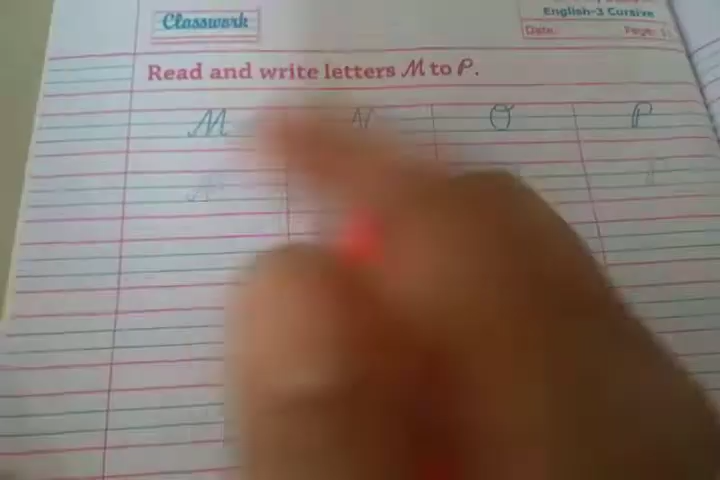 Classwork
English-3 Cursive
Date: Page:
Read and write letters M to P.
M N O P